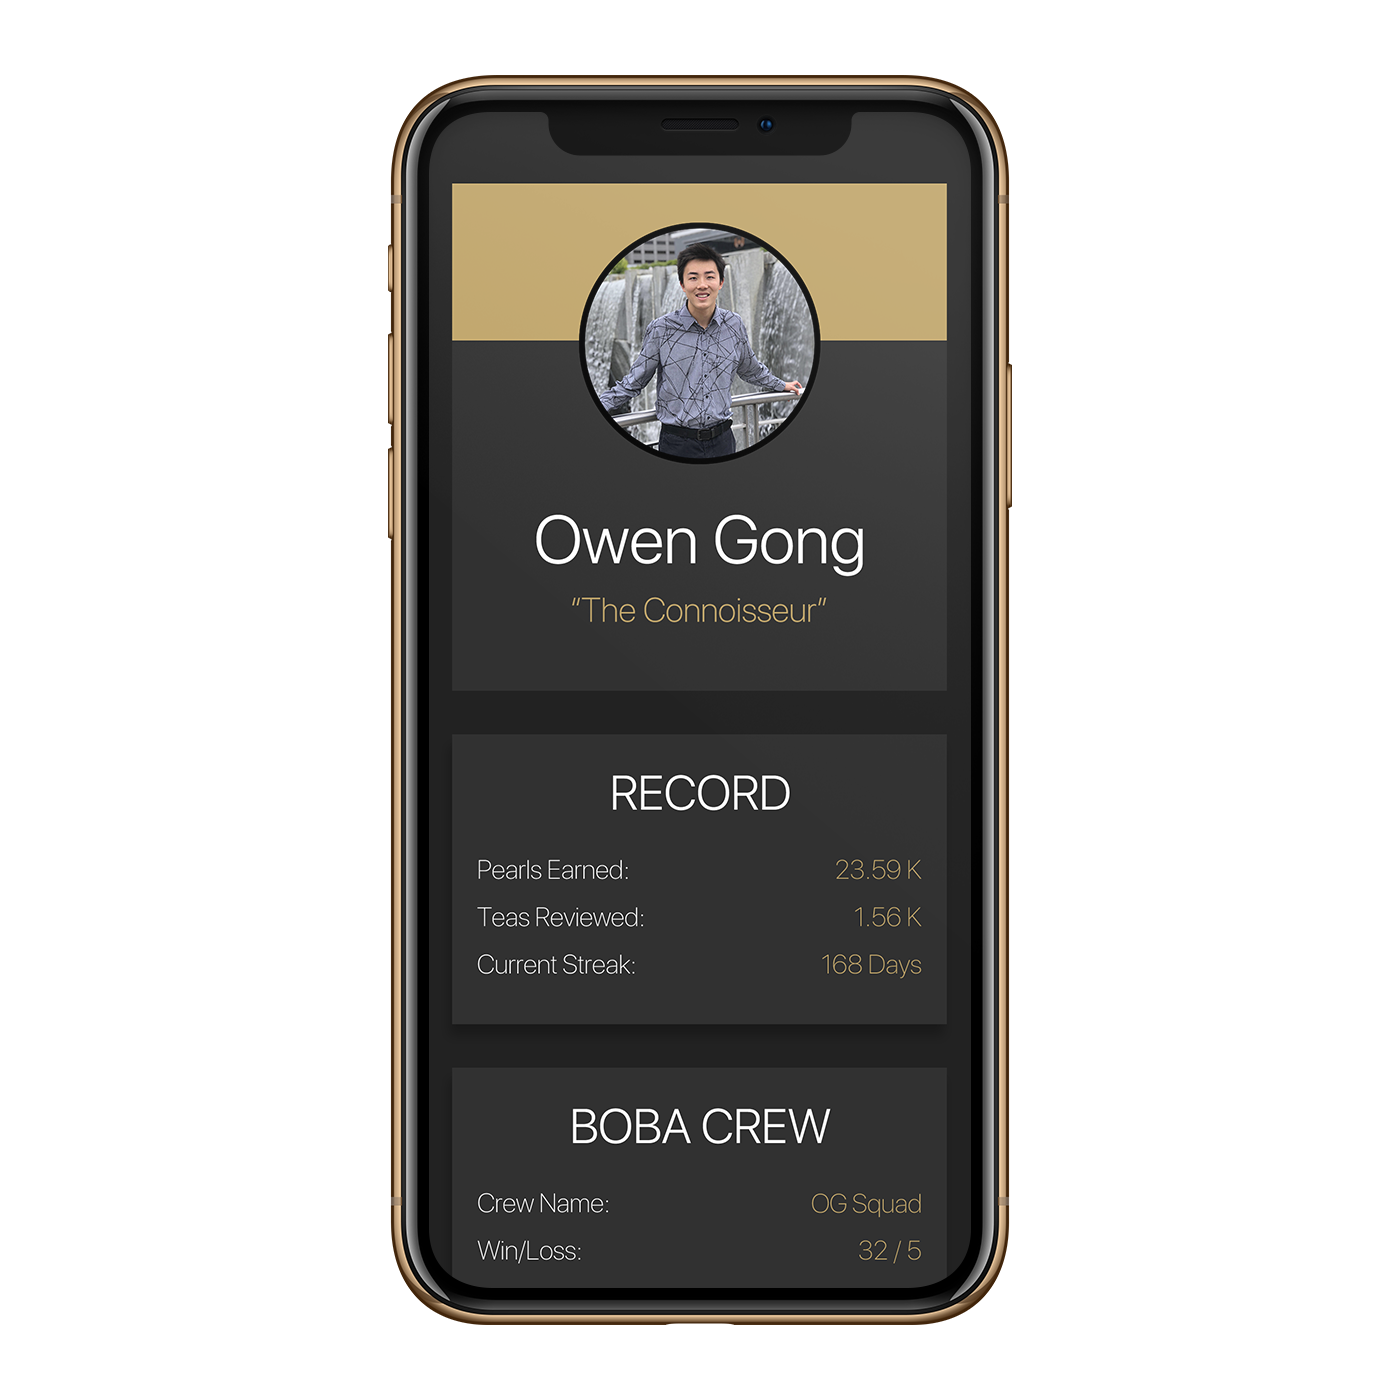 Owen Gong
“The Connoisseur”
RECORD
Pearls Earned: 23.59 K
Teas Reviewed: 1.56 K
Current Streak: 168 Days
BOBA CREW
Crew Name: OG Squad
Win/Loss: 32 / 5